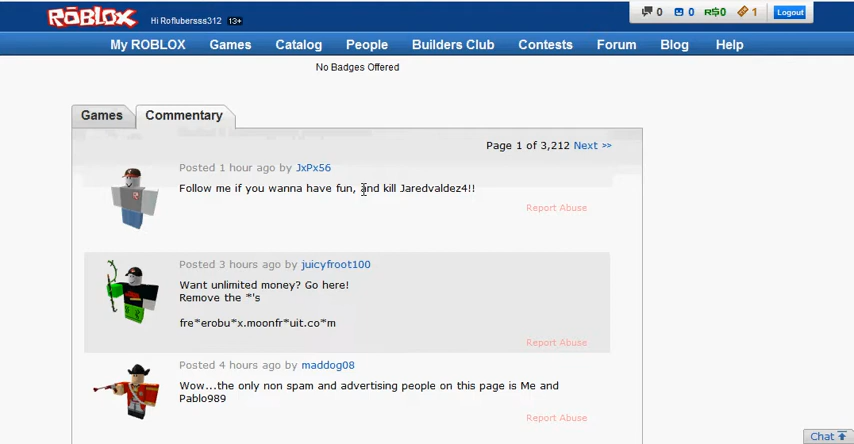 ROBLOX Hi Roflubersss312 13+ 0 0 R$0 1 Logout
My ROBLOX Games Catalog People Builders Club Contests Forum Blog Help
No Badges Offered
Games Commentary
Page 1 of 3,212 Next >>
Posted 1 hour ago by JxPx56
Follow me if you wanna have fun, and kill Jaredvaldez4!!
Report Abuse
Posted 3 hours ago by juicyfroot100
Want unlimited money? Go here!
Remove the *'s
fre*erobu*x.moonfr*uit.co*m
Report Abuse
Posted 4 hours ago by maddog08
Wow...the only non spam and advertising people on this page is Me and
Pablo989
Report Abuse
Chat